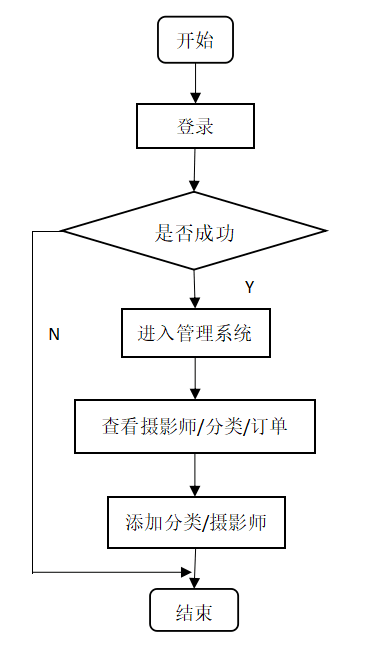 开始
登录
是否成功
Y
N
进入管理系统
查看摄影师/分类/订单
添加分类/摄影师
结束